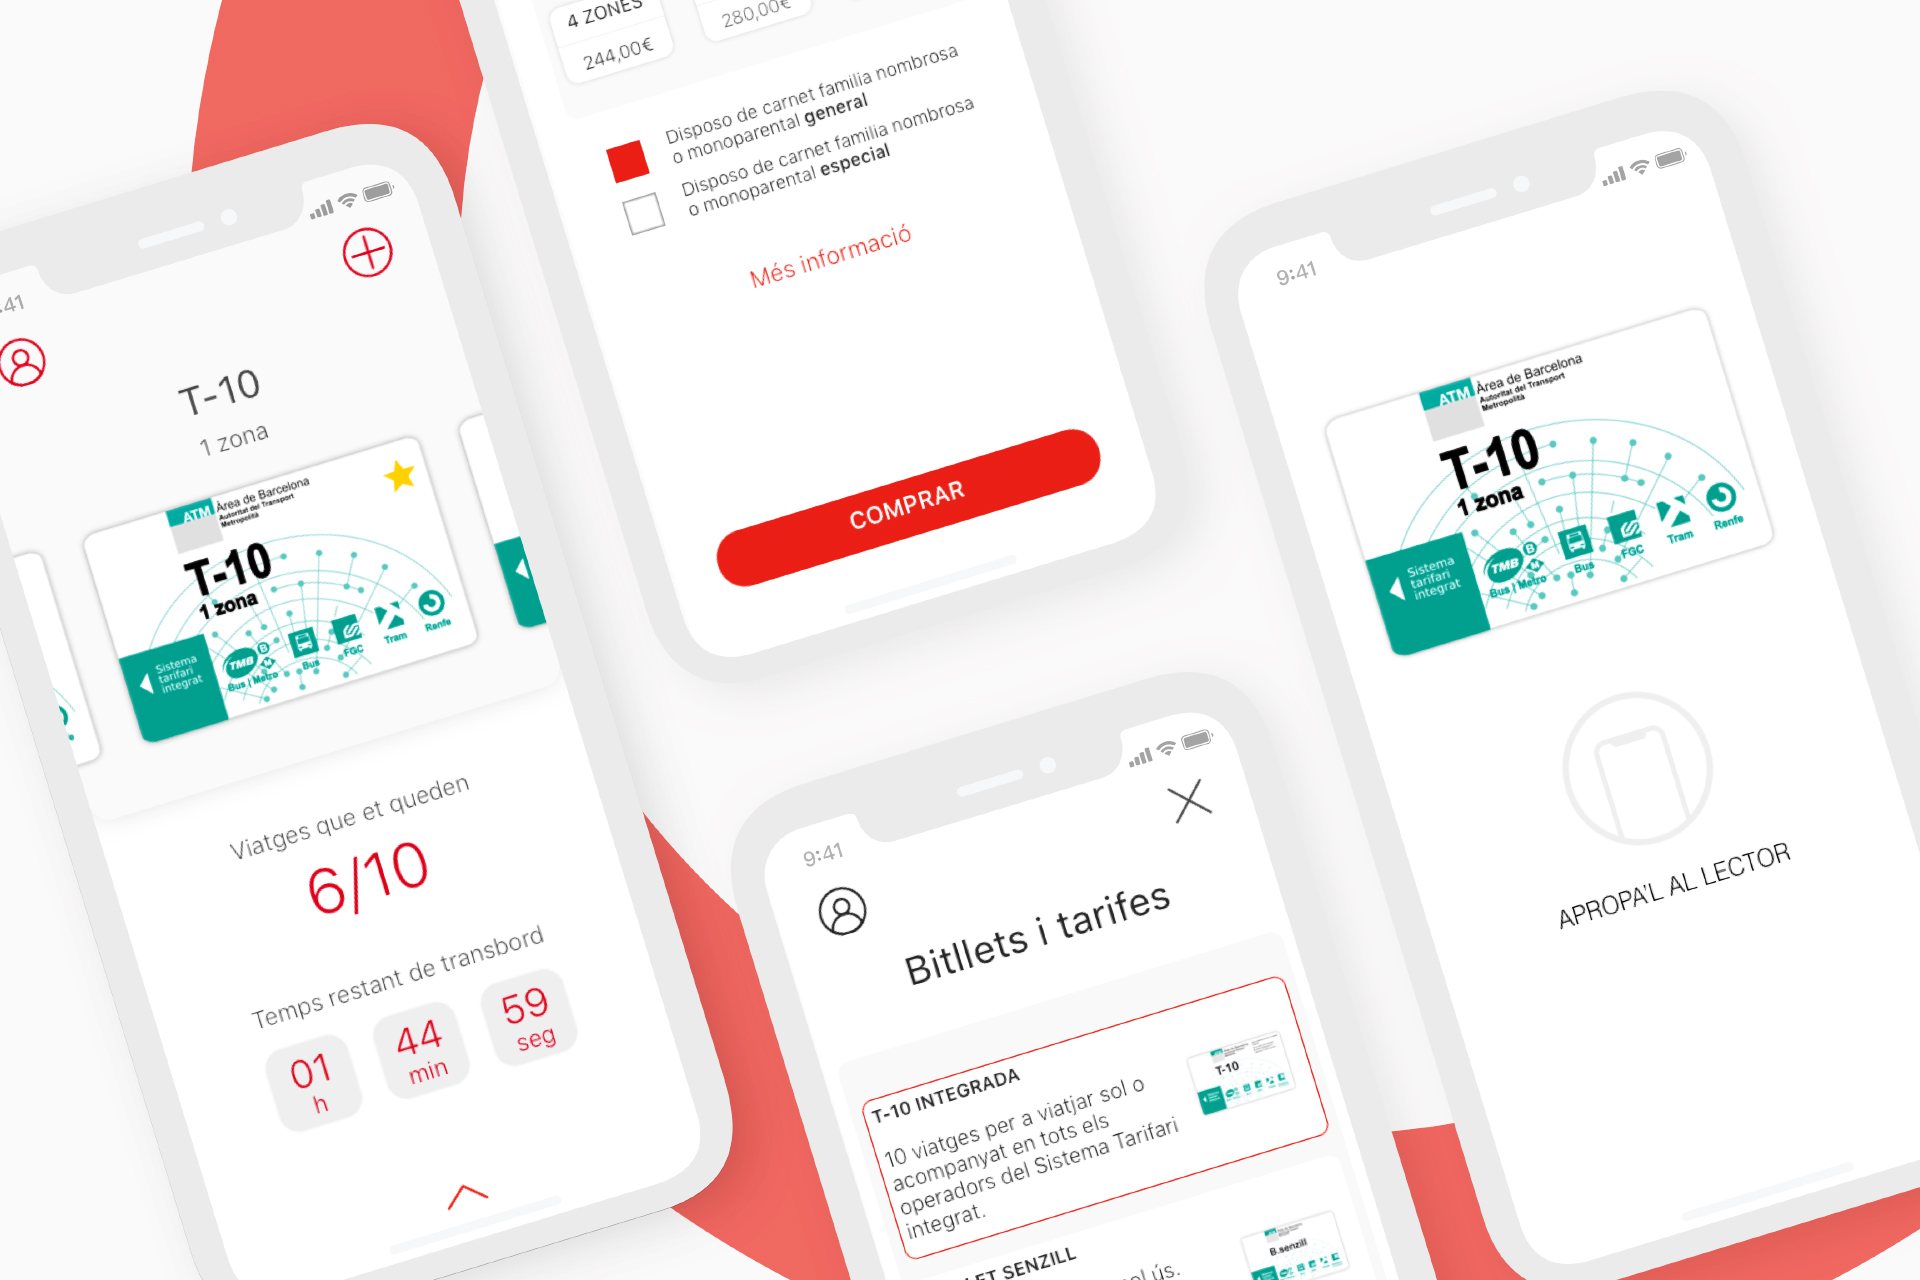 :41
T-10
1 zona
ATM
Àrea de Barcelona
Autoritat del Transport
Metropolità
T-10
1 zona
Sistema
tarifari
integrat
TMB
B
M
Bus | Metro
Bus
FGC
Tram
Renfe
Viatges que et queden
6/10
Temps restant de transbord
01
h
44
min
59
seg
4 ZONES
244,00€
280,00€
Disposo de carnet familia nombrosa
o monoparental general
Disposo de carnet familia nombrosa
o monoparental especial
Més informació
COMPRAR
9:41
Bitllets i tarifes
T-10 INTEGRADA
10 viatges per a viatjar sol o
acompanyat en tots els
operadors del Sistema Tarifari
integrat.
T-10
LET SENZILL
ol ús.
B.senzill
9:41
ATM
Àrea de Barcelona
Autoritat del Transport
Metropolità
T-10
1 zona
Sistema
tarifari
integrat
TMB
B
M
Bus | Metro
Bus
FGC
Tram
Renfe
APROPA'L AL LECTOR